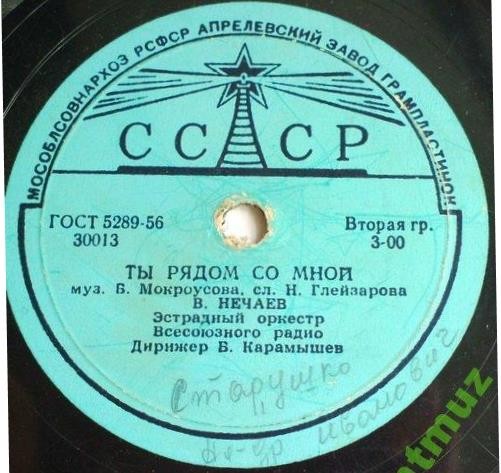 МОСОБЛСОВНАРХОЗ РСФСР АПРЕЛЕВСКИЙ ЗАВОД ГРАМПЛАСТИНОК
СССР
ГОСТ 5289-56
30013
Вторая гр.
3-00
ТЫ РЯДОМ СО МНОЙ
муз. Б. Мокроусова, сл. Н. Глейзарова
В. НЕЧАЕВ
Эстрадный оркестр
Всесоюзного радио
Дирижер Б. Карамышев
Старушко
Иванович
tmuz